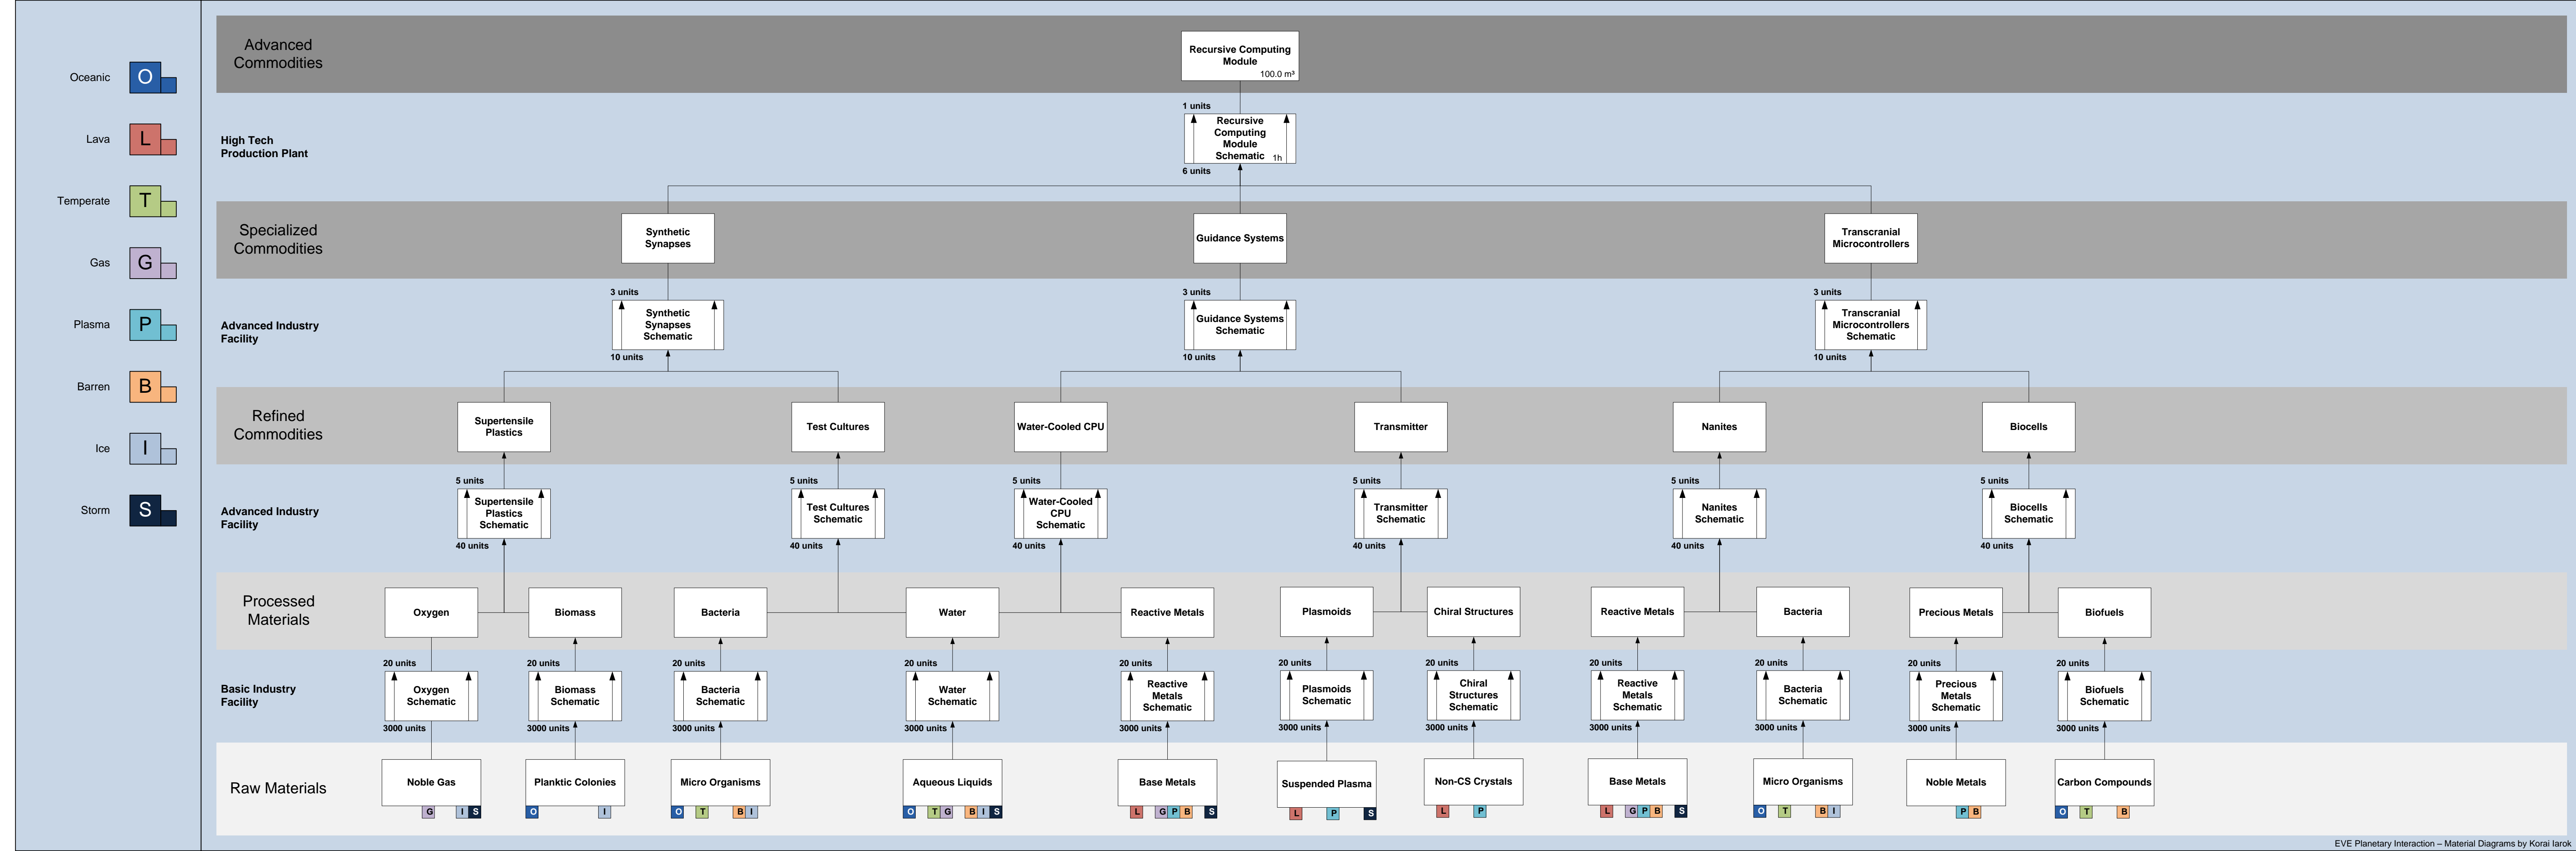 Oceanic
O
Lava
L
Temperate
T
Gas
G
Plasma
P
Barren
B
Ice
I
Storm
S
Advanced
Commodities
Recursive Computing
Module
100.0 m³
High Tech
Production Plant
1 units
Recursive
Computing
Module
Schematic
1h
6 units
Specialized
Commodities
Synthetic
Synapses
Guidance Systems
Transcranial
Microcontrollers
Advanced Industry
Facility
3 units
Synthetic
Synapses
Schematic
10 units
3 units
Guidance Systems
Schematic
10 units
3 units
Transcranial
Microcontrollers
Schematic
10 units
Refined
Commodities
Supertensile
Plastics
Test Cultures
Water-Cooled CPU
Transmitter
Nanites
Biocells
Advanced Industry
Facility
5 units
Supertensile
Plastics
Schematic
40 units
5 units
Test Cultures
Schematic
40 units
5 units
Water-Cooled
CPU
Schematic
40 units
5 units
Transmitter
Schematic
40 units
5 units
Nanites
Schematic
40 units
5 units
Biocells
Schematic
40 units
Processed
Materials
Oxygen
Biomass
Bacteria
Water
Reactive Metals
Plasmoids
Chiral Structures
Reactive Metals
Bacteria
Precious Metals
Biofuels
Basic Industry
Facility
20 units
Oxygen
Schematic
3000 units
20 units
Biomass
Schematic
3000 units
20 units
Bacteria
Schematic
3000 units
20 units
Water
Schematic
3000 units
20 units
Reactive
Metals
Schematic
3000 units
20 units
Plasmoids
Schematic
3000 units
20 units
Chiral
Structures
Schematic
3000 units
20 units
Reactive
Metals
Schematic
3000 units
20 units
Bacteria
Schematic
3000 units
20 units
Precious
Metals
Schematic
3000 units
20 units
Biofuels
Schematic
3000 units
Raw Materials
Noble Gas
G I S
Planktic Colonies
O I
Micro Organisms
O T B I
Aqueous Liquids
O T G B I S
Base Metals
L G P B S
Suspended Plasma
L P S
Non-CS Crystals
L P
Base Metals
L G P B S
Micro Organisms
O T B I
Noble Metals
P B
Carbon Compounds
O T B
EVE Planetary Interaction – Material Diagrams by Korai Iarok